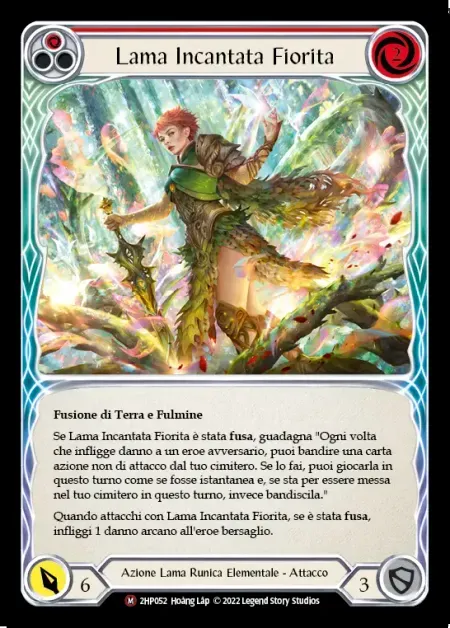 Lama Incantata Fiorita
2
Fusione di Terra e Fulmine
Se Lama Incantata Fiorita è stata fusa, guadagna "Ogni volta
che infligge danno a un eroe avversario, puoi bandire una carta
azione non di attacco dal tuo cimitero. Se lo fai, puoi giocarla in
questo turno come se fosse istantanea e, se sta per essere messa
nel tuo cimitero in questo turno, invece bandiscila."
Quando attacchi con Lama Incantata Fiorita, se è stata fusa,
infliggi 1 danno arcano all'eroe bersaglio.
6
Azione Lama Runica Elementale - Attacco
3
M 2HP052 Hoàng Lập © 2022 Legend Story Studios